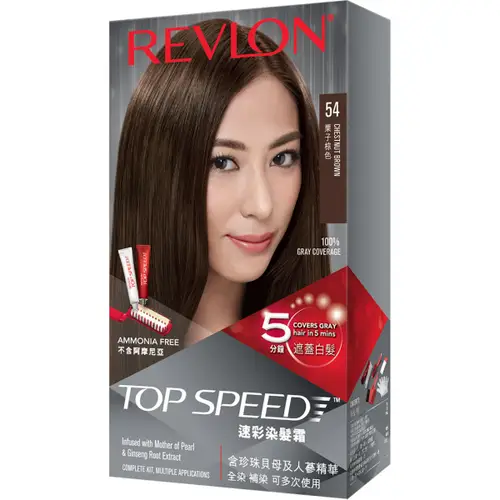 REVLON
54
CHESTNUT BROWN
栗子棕色
100%
GRAY COVERAGE
AMMONIA FREE
不含阿摩尼亞
5
分鐘
COVERS GRAY
hair in 5 mins
遮蓋白髮
TOP SPEED™
速彩染髮霜
Infused with Mother of Pearl
& Ginseng Root Extract
含珍珠貝母及人蔘精華
COMPLETE KIT, MULTIPLE APPLICATIONS
全染 補染 可多次使用